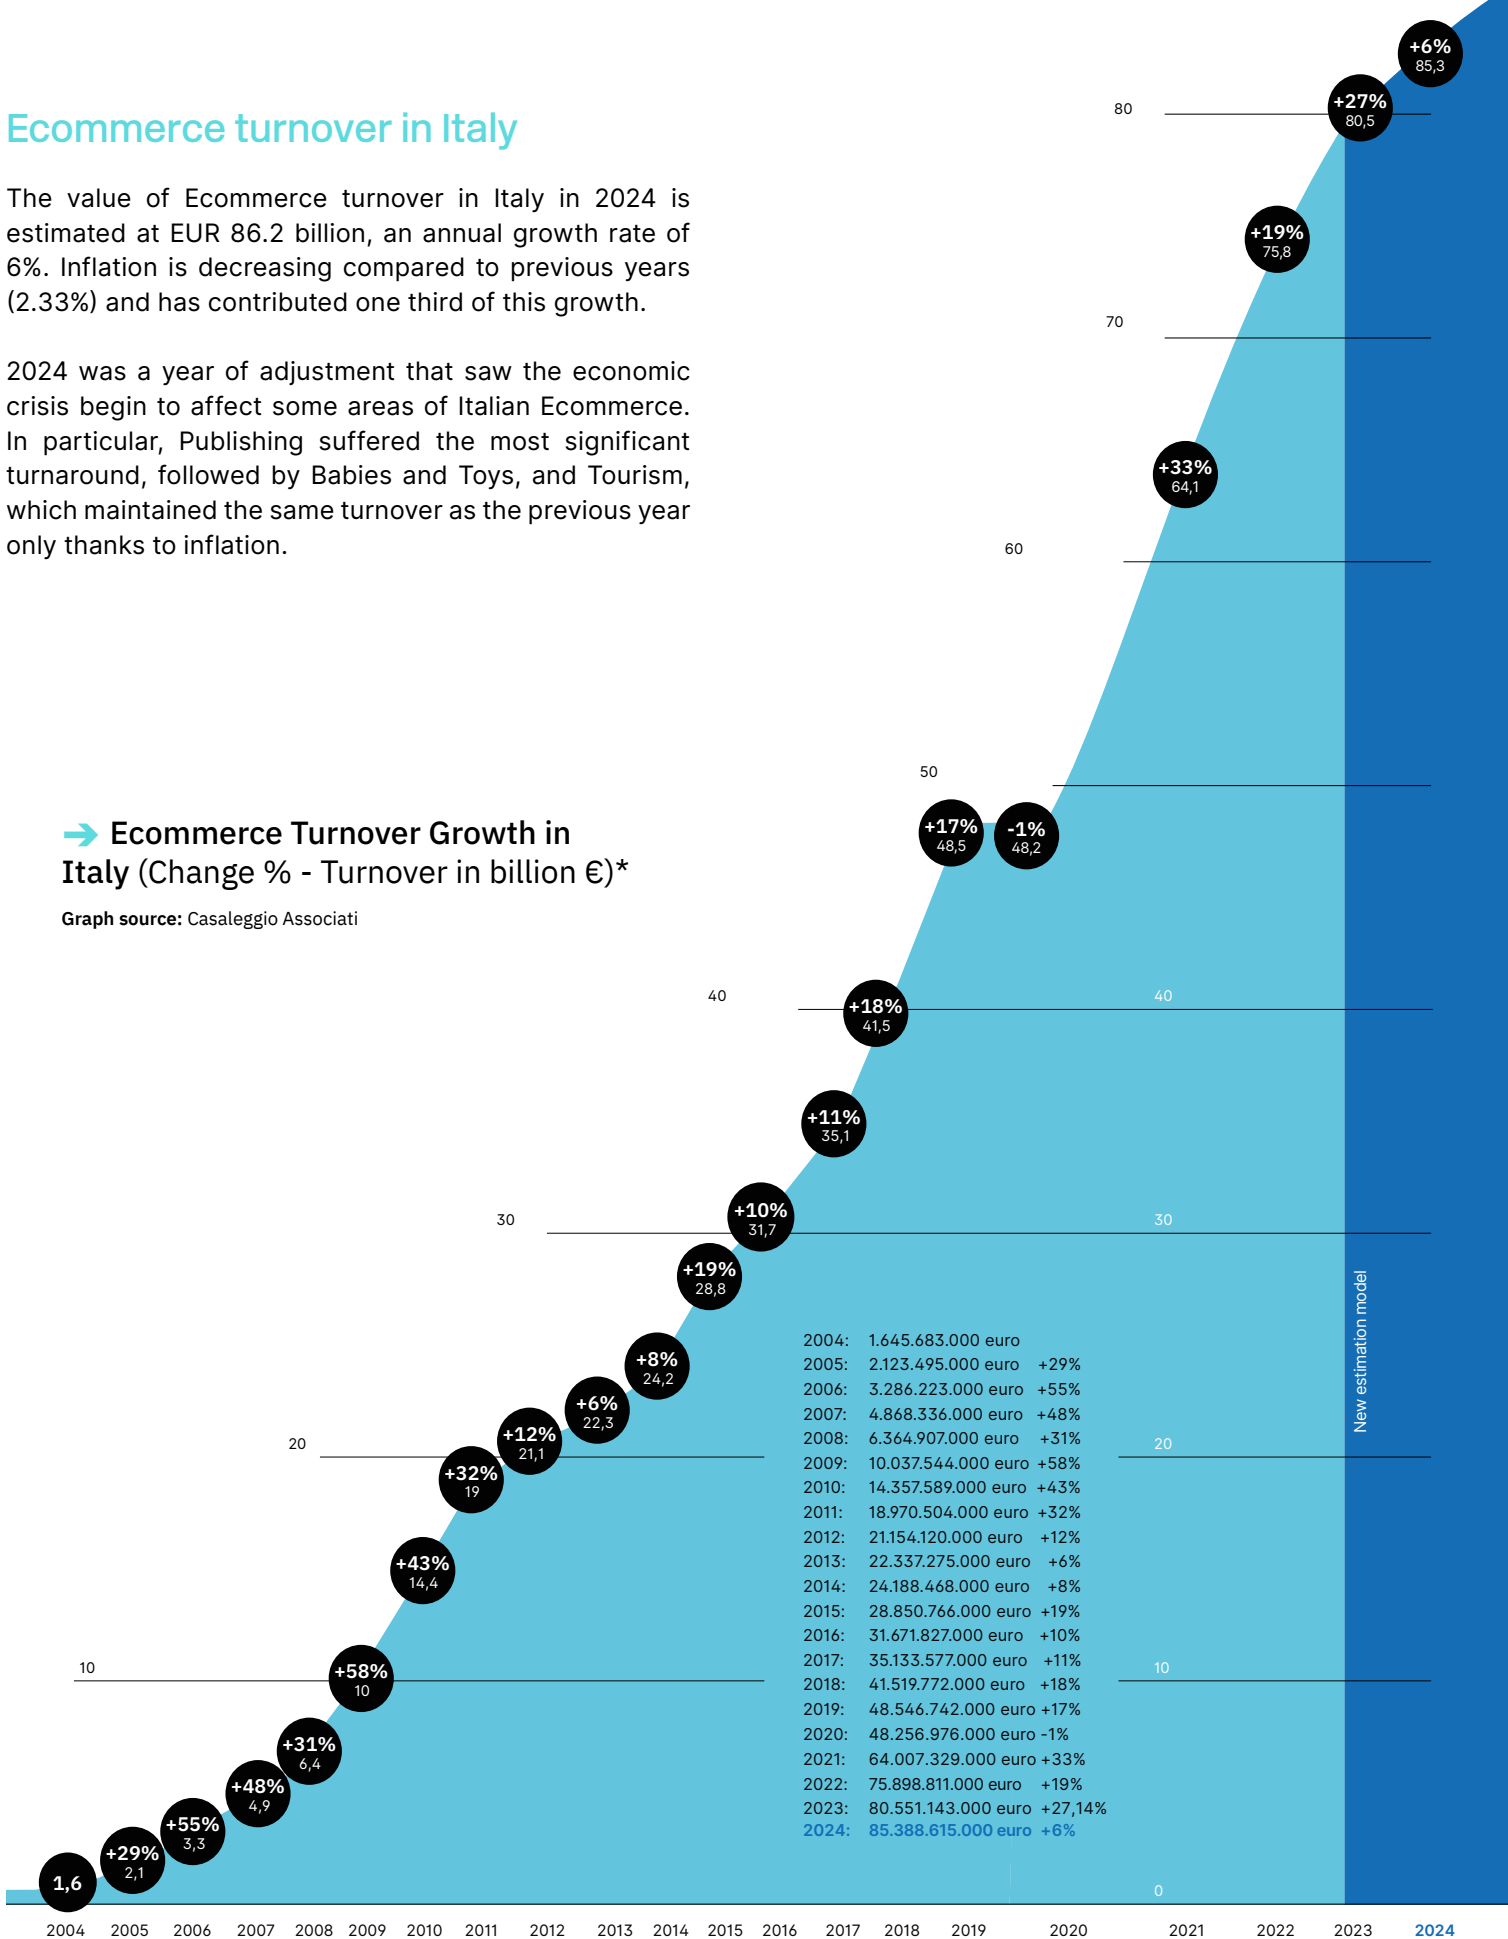 Ecommerce turnover in Italy
The value of Ecommerce turnover in Italy in 2024 is
estimated at EUR 86.2 billion, an annual growth rate of
6%. Inflation is decreasing compared to previous years
(2.33%) and has contributed one third of this growth.
2024 was a year of adjustment that saw the economic
crisis begin to affect some areas of Italian Ecommerce.
In particular, Publishing suffered the most significant
turnaround, followed by Babies and Toys, and Tourism,
which maintained the same turnover as the previous year
only thanks to inflation.
➔ Ecommerce Turnover Growth in
Italy (Change % - Turnover in billion €)*
Graph source: Casaleggio Associati
80
70
60
50
40
40
30
30
20
20
10
10
0
1,6
+29%
2,1
+55%
3,3
+48%
4,9
+31%
6,4
+58%
10
+43%
14,4
+32%
19
+12%
21,1
+6%
22,3
+8%
24,2
+19%
28,8
+10%
31,7
+11%
35,1
+18%
41,5
+17%
48,5
-1%
48,2
+33%
64,1
+19%
75,8
+27%
80,5
+6%
85,3
New estimation model
2004: 1.645.683.000 euro
2005: 2.123.495.000 euro +29%
2006: 3.286.223.000 euro +55%
2007: 4.868.336.000 euro +48%
2008: 6.364.907.000 euro +31%
2009: 10.037.544.000 euro +58%
2010: 14.357.589.000 euro +43%
2011: 18.970.504.000 euro +32%
2012: 21.154.120.000 euro +12%
2013: 22.337.275.000 euro +6%
2014: 24.188.468.000 euro +8%
2015: 28.850.766.000 euro +19%
2016: 31.671.827.000 euro +10%
2017: 35.133.577.000 euro +11%
2018: 41.519.772.000 euro +18%
2019: 48.546.742.000 euro +17%
2020: 48.256.976.000 euro -1%
2021: 64.007.329.000 euro +33%
2022: 75.898.811.000 euro +19%
2023: 80.551.143.000 euro +27,14%
2024: 85.388.615.000 euro +6%
2004 2005 2006 2007 2008 2009 2010 2011 2012 2013 2014 2015 2016 2017 2018 2019 2020 2021 2022 2023 2024